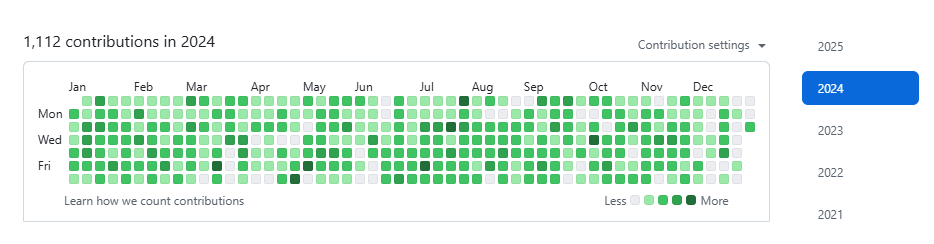 1,112 contributions in 2024
Contribution settings
Jan Feb Mar Apr May Jun Jul Aug Sep Oct Nov Dec
Mon
Wed
Fri
Learn how we count contributions
Less More
2025
2024
2023
2022
2021